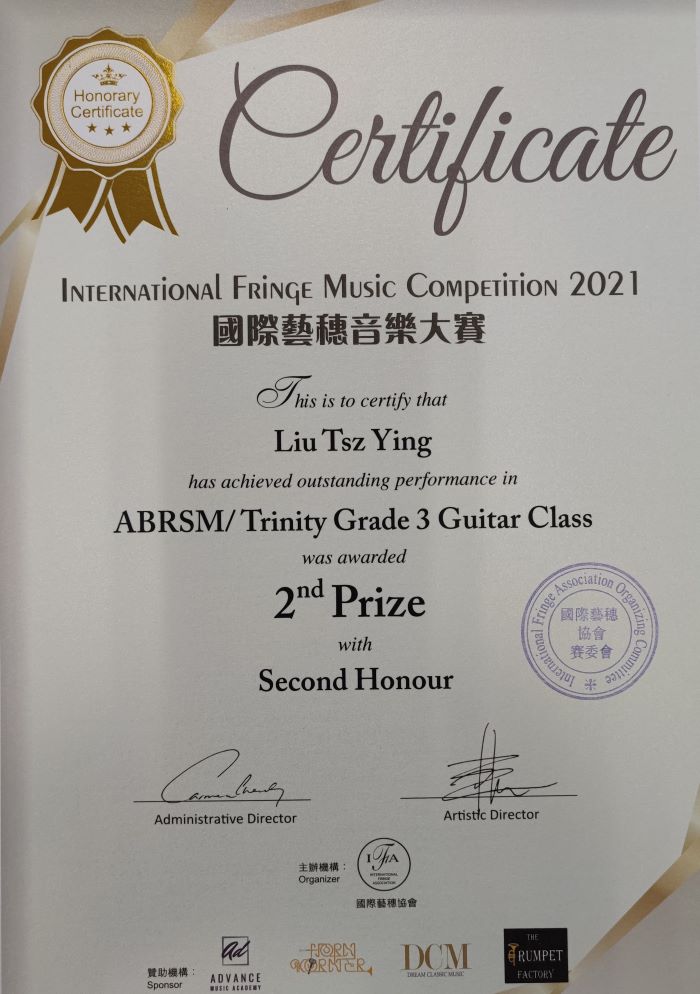 Honorary
Certificate
Certificate
International Fringe Music Competition 2021
國際藝穗音樂大賽
This is to certify that
Liu Tsz Ying
has achieved outstanding performance in
ABRSM/ Trinity Grade 3 Guitar Class
was awarded
2nd Prize
with
Second Honour
International Fringe Association Organizing Committee
國際藝穗
協會
賽委會
Administrative Director
Artistic Director
主辦機構：
Organizer
IFA
INTERNATIONAL
FRINGE
ASSOCIATION
國際藝穗協會
贊助機構：
Sponsor
ad
ADVANCE
MUSIC ACADEMY
HORN
KORNER
DCM
DREAM CLASSIC MUSIC
THE
TRUMPET
FACTORY